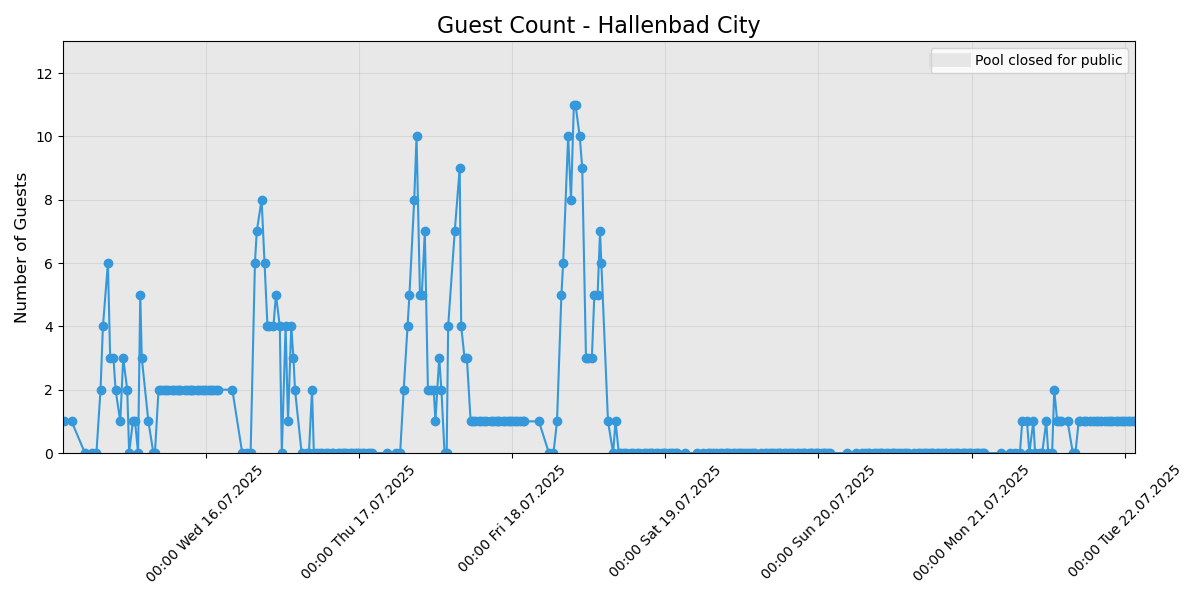 Guest Count - Hallenbad City
Pool closed for public
Number of Guests
12
10
8
6
4
2
0
00:00 Wed 16.07.2025
00:00 Thu 17.07.2025
00:00 Fri 18.07.2025
00:00 Sat 19.07.2025
00:00 Sun 20.07.2025
00:00 Mon 21.07.2025
00:00 Tue 22.07.2025